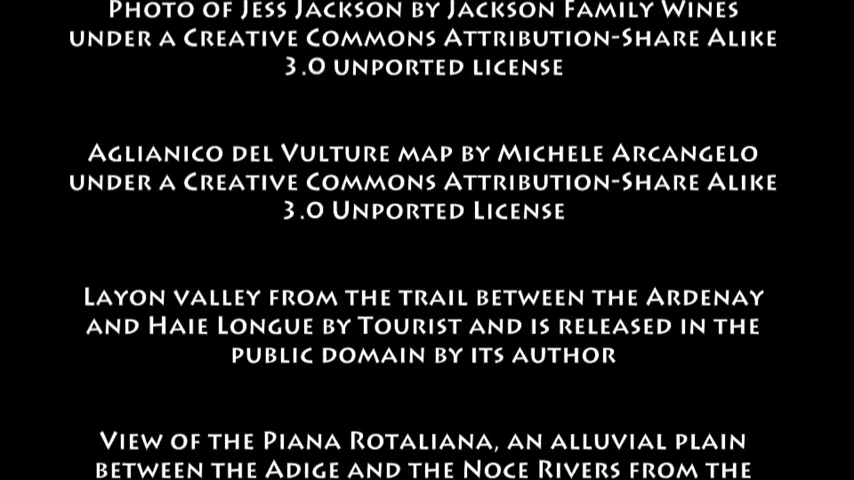 Photo of Jess Jackson by Jackson Family Wines
under a Creative Commons Attribution-Share Alike
3.0 unported license
Aglianico del Vulture map by Michele Arcangelo
under a Creative Commons Attribution-Share Alike
3.0 Unported License
Layon valley from the trail between the Ardenay
and Haie Longue by Tourist and is released in the
public domain by its author
View of the Piana Rotaliana, an alluvial plain
between the Adige and the Noce Rivers from the